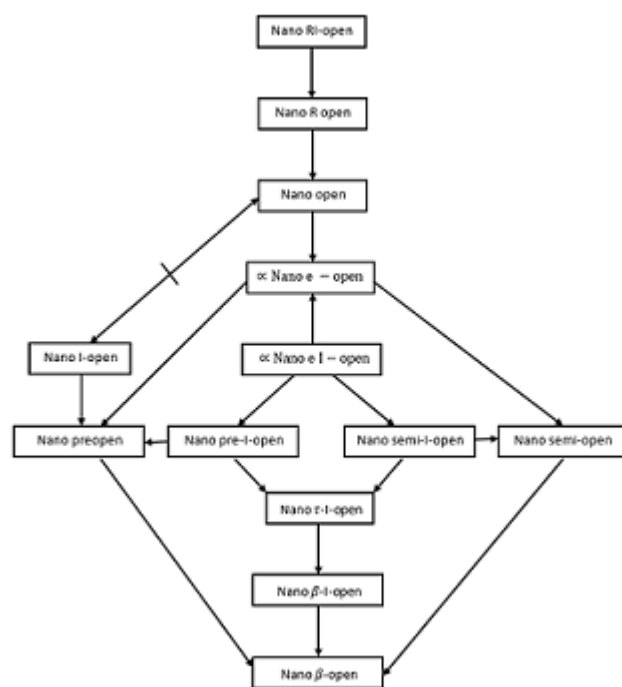 Nano RI-open
Nano R open
Nano open
∝ Nano e − open
Nano I-open
∝ Nano e I − open
Nano preopen
Nano pre-I-open
Nano semi-I-open
Nano semi-open
Nano τ-I-open
Nano β-I-open
Nano β-open